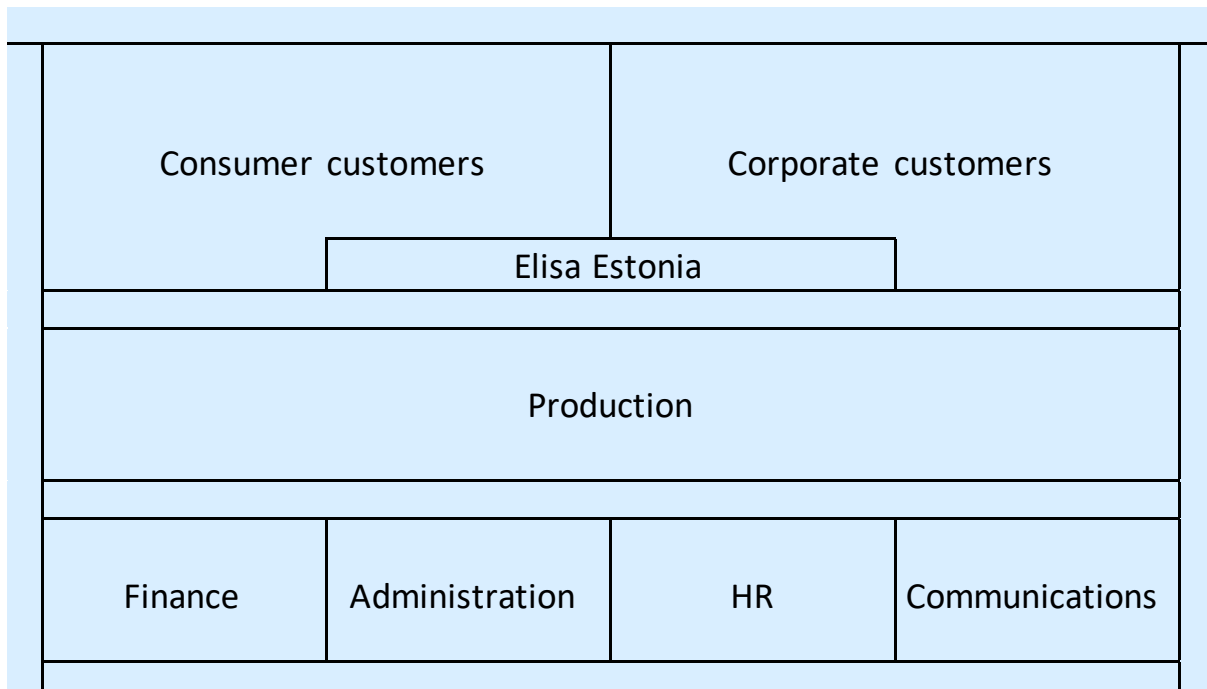 Consumer customers
Corporate customers
Elisa Estonia
Production
Finance
Administration
HR
Communications